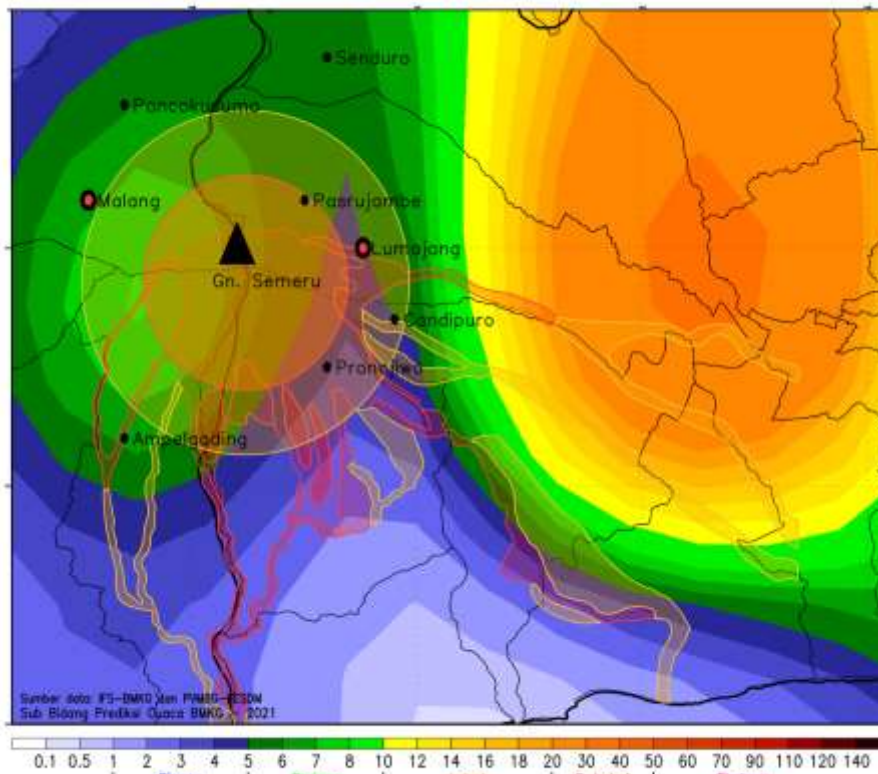 Senduro
Poncokusumo
Malang
Pasrujambe
Lumajang
Gn. Semeru
Candipuro
Pronojiwo
Ampelgading
Sumber data: IFS-BMKG dan PVMBG-ESDM
Sub Bidang Prediksi Cuaca BMKG - 2021
0.1 0.5 1 2 3 4 5 6 7 8 10 12 14 16 18 20 30 40 50 60 70 90 110 120 140